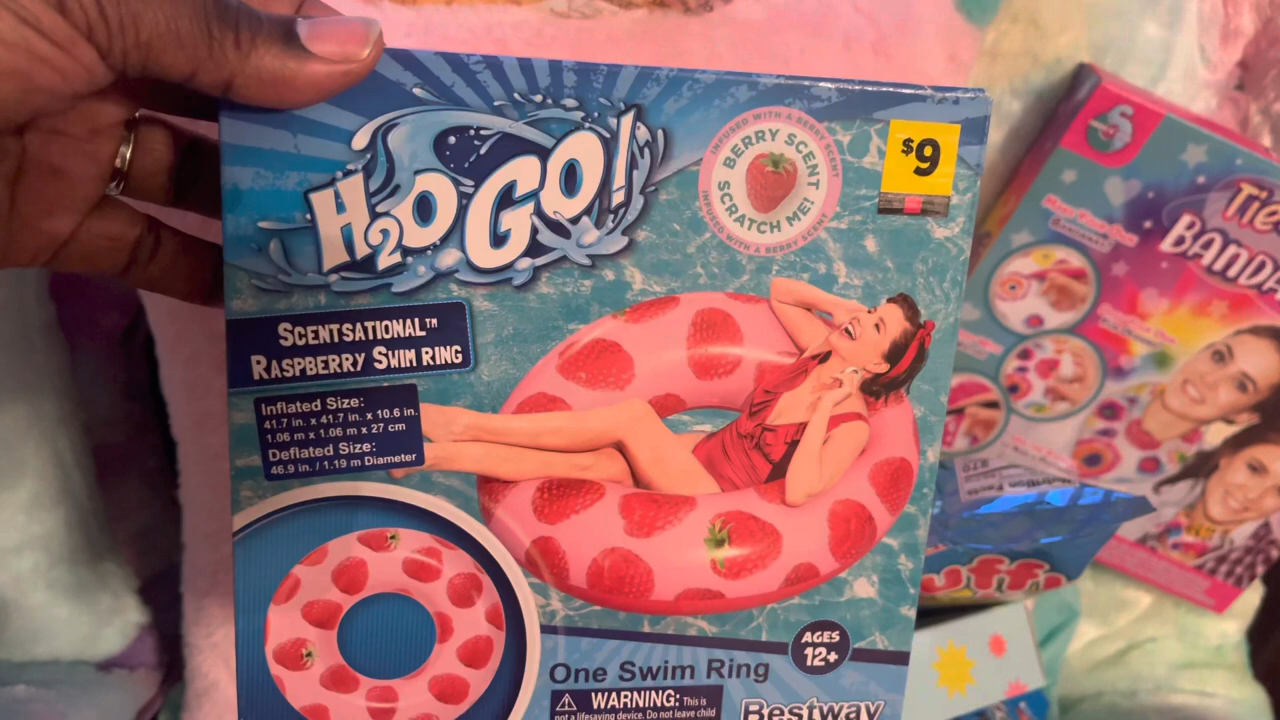 H2O GO!
INFUSED WITH A BERRY SCENT
BERRY SCENT
SCRATCH ME!
INFUSED WITH A BERRY SCENT
$9
SCENTSATIONAL™
RASPBERRY SWIM RING
Inflated Size:
41.7 in. x 41.7 in. x 10.6 in.
1.06 m x 1.06 m x 27 cm
Deflated Size:
46.9 in. / 1.19 m Diameter
AGES
12+
One Swim Ring
WARNING: This is
not a lifesaving device. Do not leave child
Bestway
Tie
BANDA
Nutrition Facts
uffi